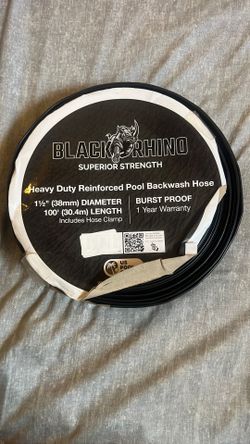 BLACK RHINO
SUPERIOR STRENGTH
Heavy Duty Reinforced Pool Backwash Hose
1½" (38mm) DIAMETER
100' (30.4m) LENGTH
Includes Hose Clamp
BURST PROOF
1 Year Warranty
US